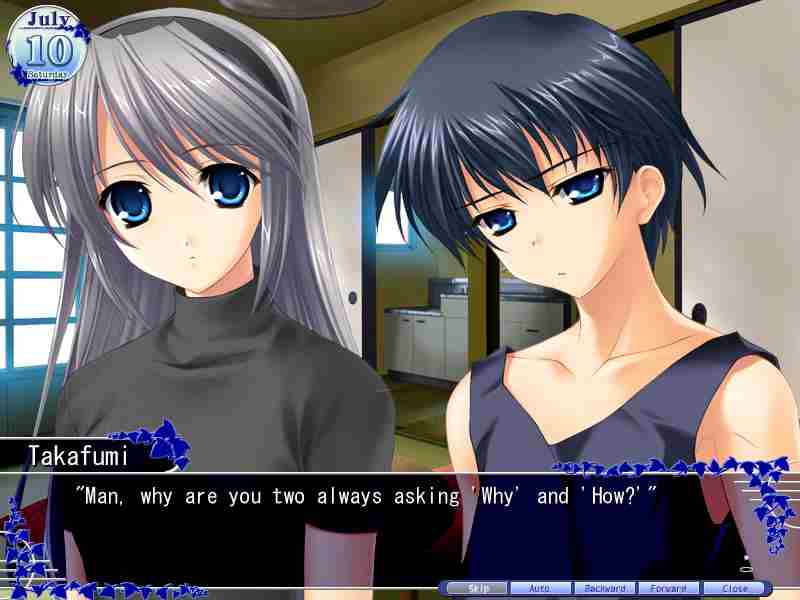 July
10
Saturday
Takafumi
"Man, why are you two always asking 'Why' and 'How?'"
Skip Auto Backward Forward Close